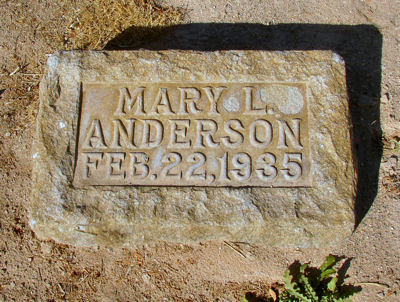 MARY L.
ANDERSON
FEB. 22, 1935